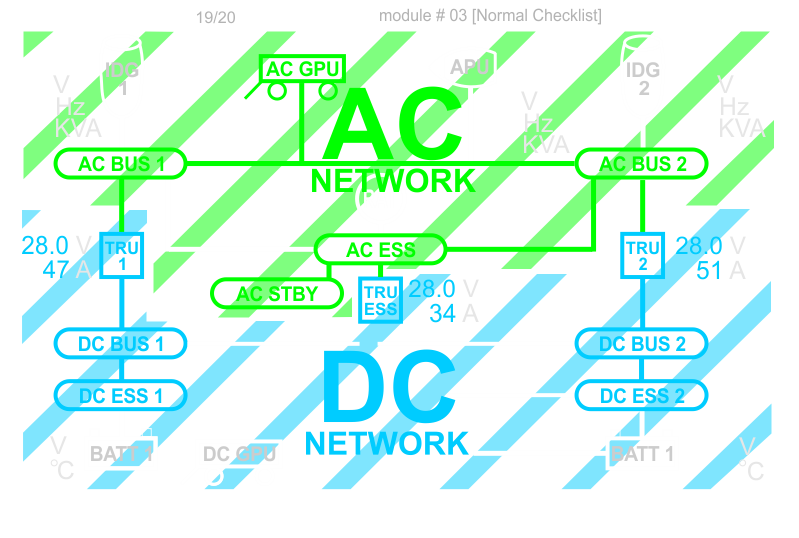 19/20
module # 03 [Normal Checklist]
IDG
1
AC GPU
APU
IDG
2
V
Hz
KVA
V
Hz
KVA
V
Hz
KVA
AC
NETWORK
AC BUS 1
AC BUS 2
28.0 V
47 A
TRU
1
AC ESS
TRU
2
28.0 V
51 A
AC STBY
TRU
ESS
28.0 V
34 A
DC BUS 1
DC BUS 2
DC
NETWORK
DC ESS 1
DC ESS 2
V
°C
BATT 1
DC GPU
BATT 1
V
°C